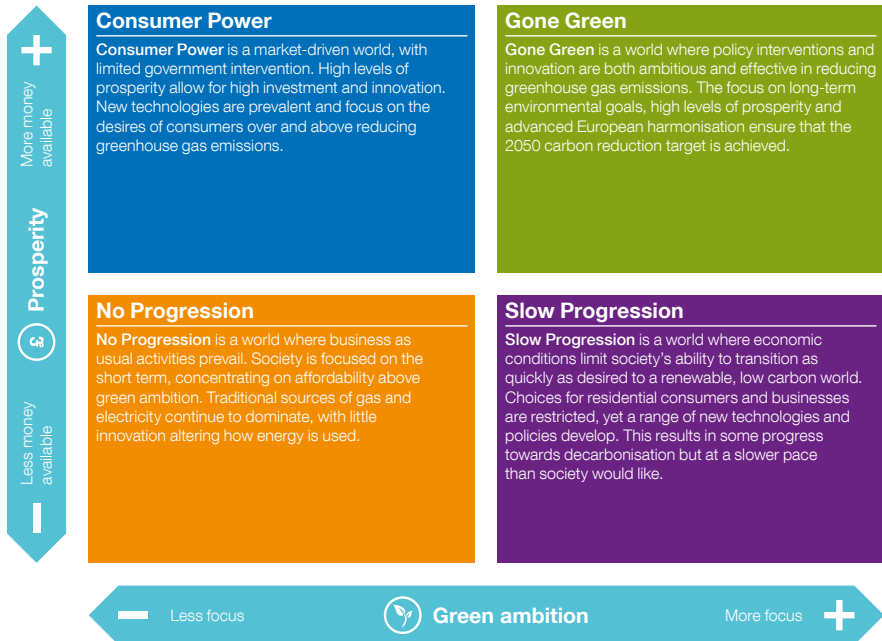 Consumer Power
Consumer Power is a market-driven world, with
limited government intervention. High levels of
prosperity allow for high investment and innovation.
New technologies are prevalent and focus on the
desires of consumers over and above reducing
greenhouse gas emissions.
Gone Green
Gone Green is a world where policy interventions and
innovation are both ambitious and effective in reducing
greenhouse gas emissions. The focus on long-term
environmental goals, high levels of prosperity and
advanced European harmonisation ensure that the
2050 carbon reduction target is achieved.
No Progression
No Progression is a world where business as
usual activities prevail. Society is focused on the
short term, concentrating on affordability above
green ambition. Traditional sources of gas and
electricity continue to dominate, with little
innovation altering how energy is used.
Slow Progression
Slow Progression is a world where economic
conditions limit society’s ability to transition as
quickly as desired to a renewable, low carbon world.
Choices for residential consumers and businesses
are restricted, yet a range of new technologies and
policies develop. This results in some progress
towards decarbonisation but at a slower pace
than society would like.
+
More money
available
Prosperity
£
Less money
available
−
− Less focus
Green ambition
More focus +